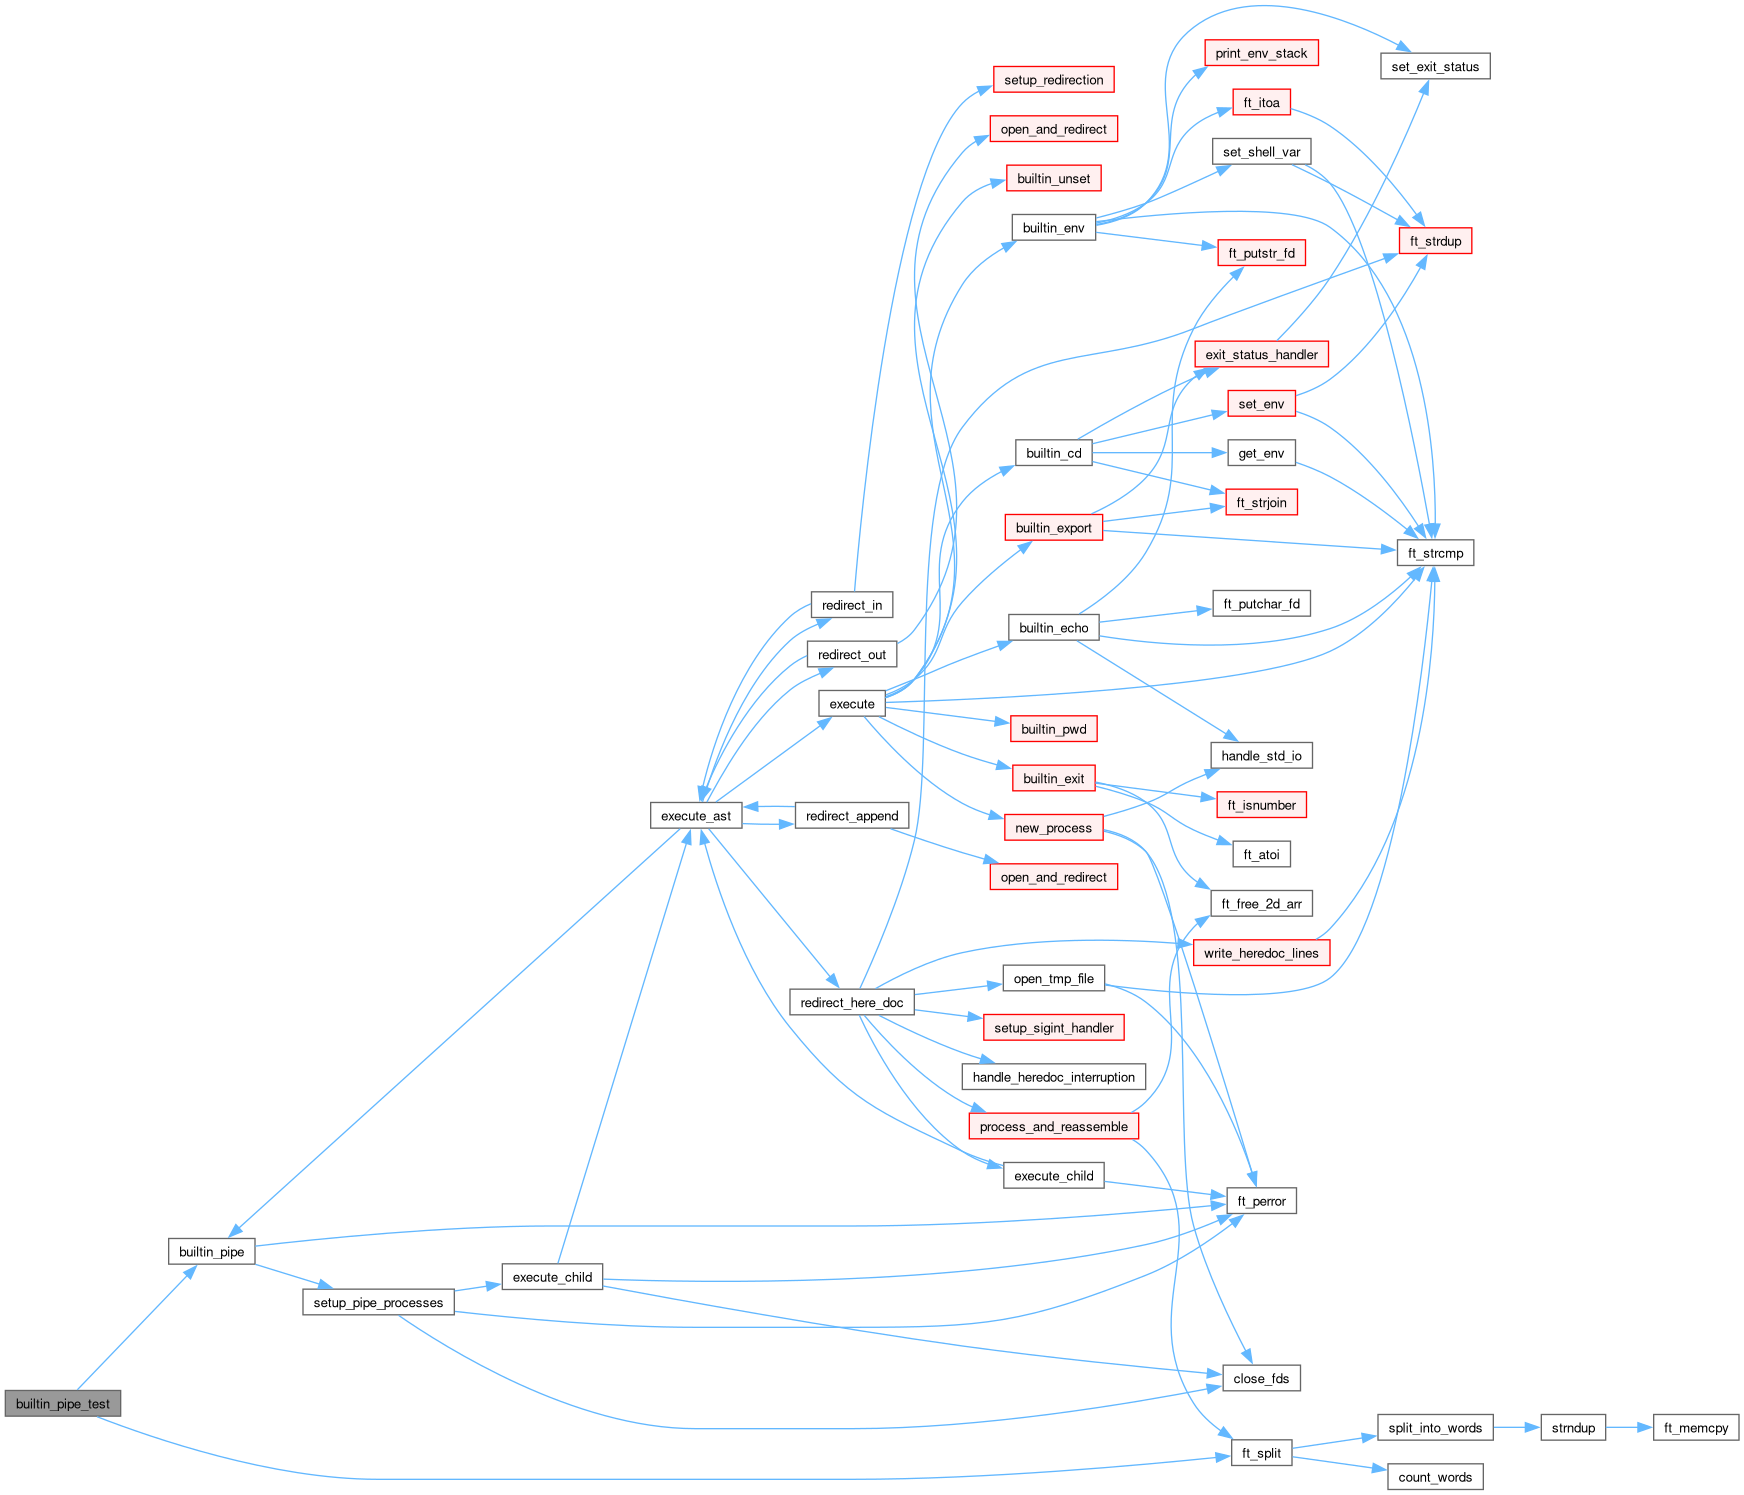 print_env_stack
set_exit_status
setup_redirection
ft_itoa
open_and_redirect
set_shell_var
builtin_unset
builtin_env
ft_strdup
ft_putstr_fd
exit_status_handler
set_env
builtin_cd
get_env
ft_strjoin
builtin_export
ft_strcmp
redirect_in
ft_putchar_fd
builtin_echo
redirect_out
execute
builtin_pwd
handle_std_io
builtin_exit
ft_isnumber
execute_ast
redirect_append
new_process
ft_atoi
open_and_redirect
ft_free_2d_arr
write_heredoc_lines
open_tmp_file
redirect_here_doc
setup_sigint_handler
handle_heredoc_interruption
process_and_reassemble
execute_child
ft_perror
builtin_pipe
execute_child
setup_pipe_processes
close_fds
builtin_pipe_test
split_into_words
strndup
ft_memcpy
ft_split
count_words